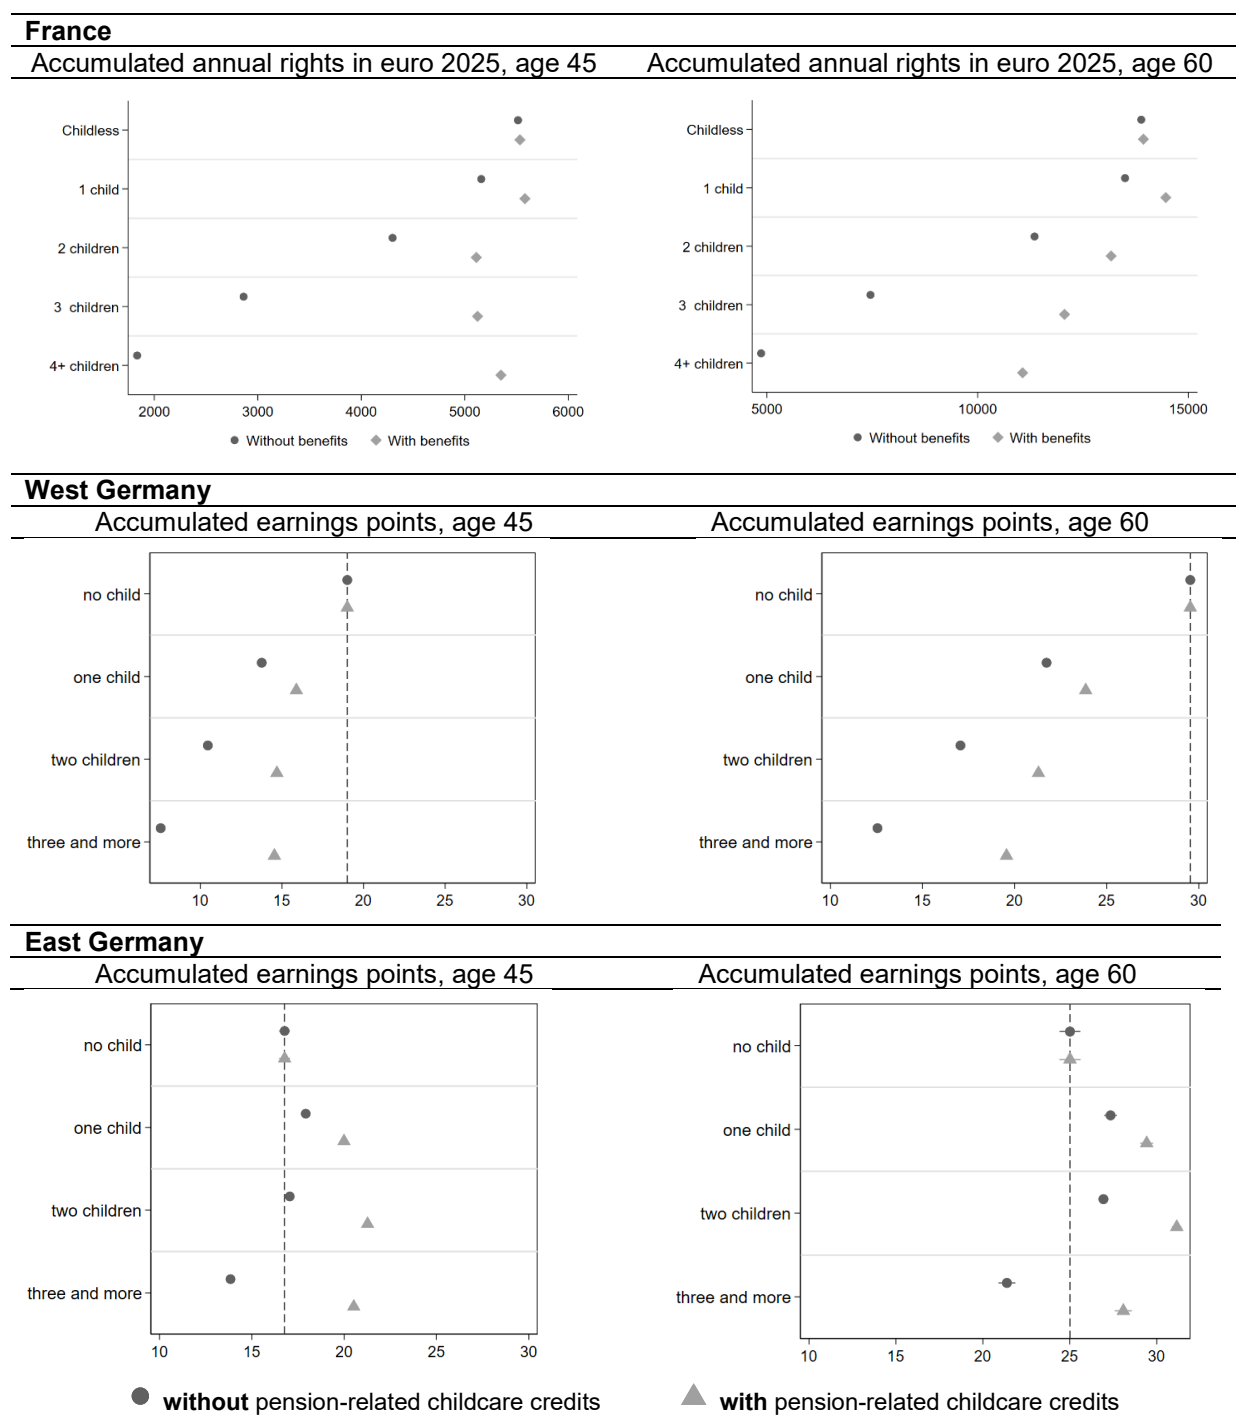 France
Accumulated annual rights in euro 2025, age 45
Accumulated annual rights in euro 2025, age 60
Childless
1 child
2 children
3 children
4+ children
2000 3000 4000 5000 6000
Without benefits With benefits
Childless
1 child
2 children
3 children
4+ children
5000 10000 15000
Without benefits With benefits
West Germany
Accumulated earnings points, age 45
Accumulated earnings points, age 60
no child
one child
two children
three and more
10 15 20 25 30
no child
one child
two children
three and more
10 15 20 25 30
East Germany
Accumulated earnings points, age 45
Accumulated earnings points, age 60
no child
one child
two children
three and more
10 15 20 25 30
no child
one child
two children
three and more
10 15 20 25 30
without pension-related childcare credits
with pension-related childcare credits